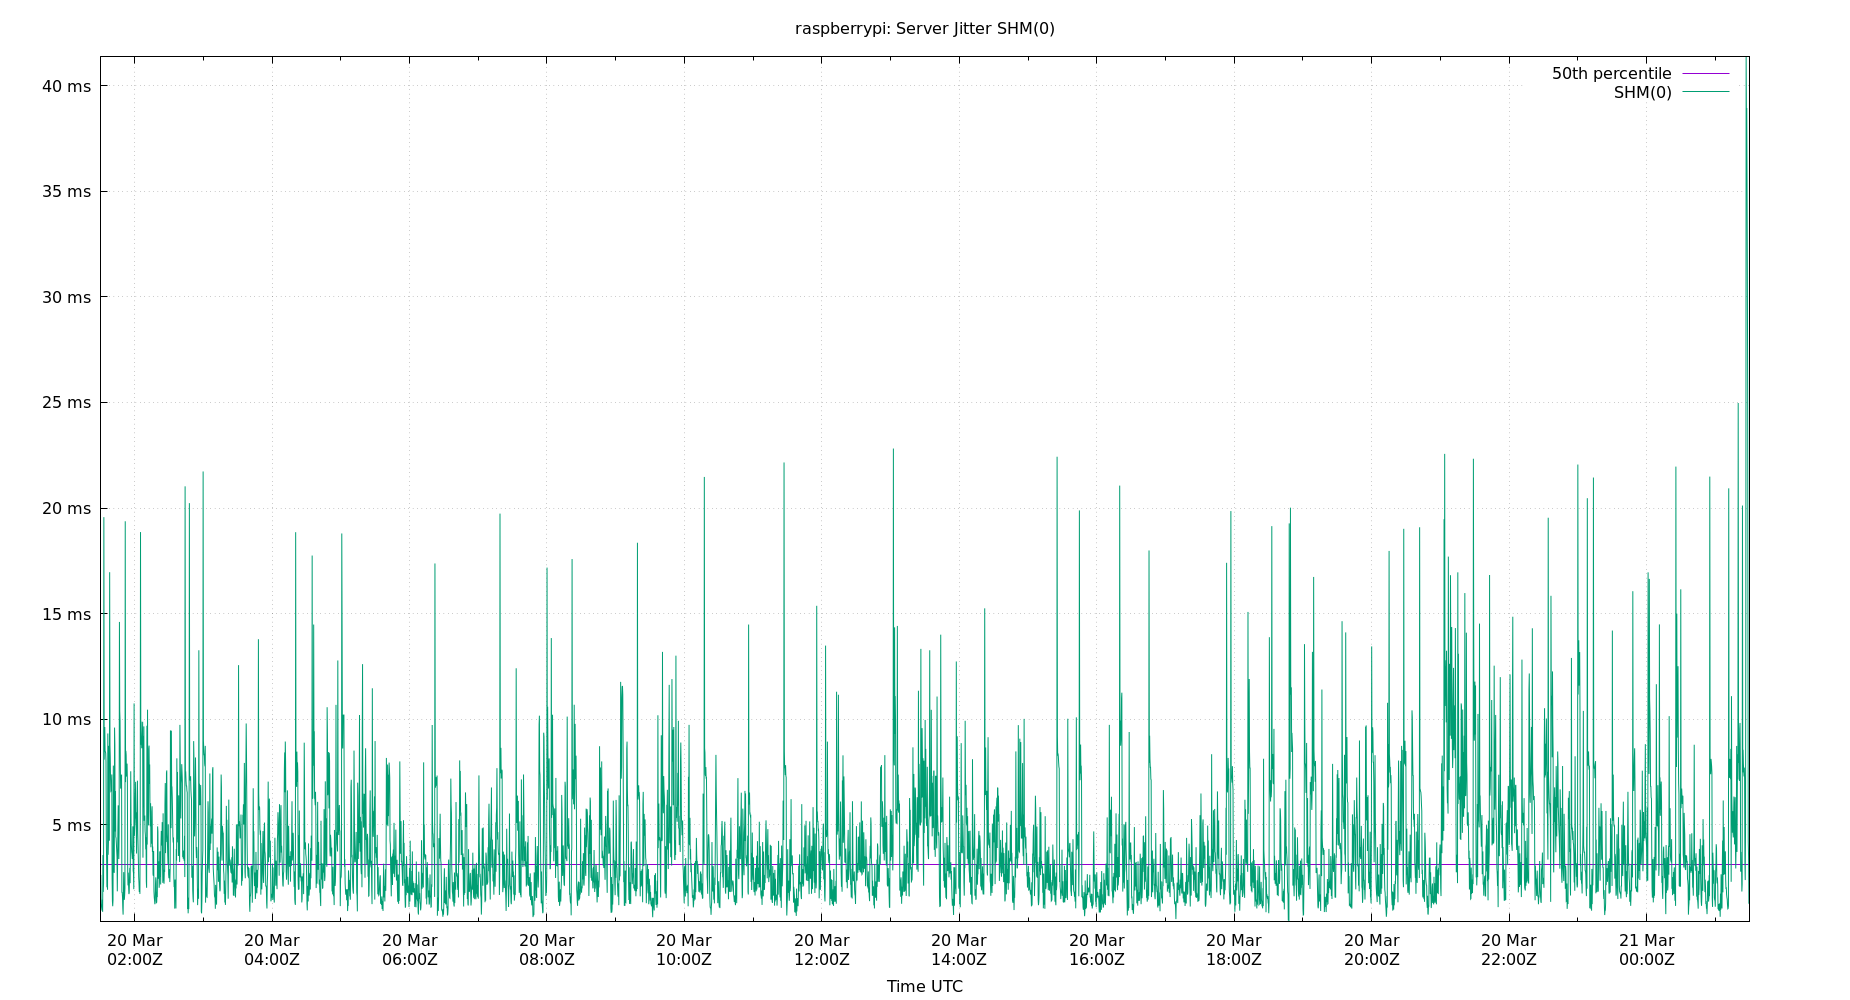 raspberrypi: Server Jitter SHM(0)
50th percentile
SHM(0)
40 ms
35 ms
30 ms
25 ms
20 ms
15 ms
10 ms
5 ms
20 Mar 20 Mar 20 Mar 20 Mar 20 Mar 20 Mar 20 Mar 20 Mar 20 Mar 20 Mar 20 Mar 21 Mar
02:00Z 04:00Z 06:00Z 08:00Z 10:00Z 12:00Z 14:00Z 16:00Z 18:00Z 20:00Z 22:00Z 00:00Z
Time UTC